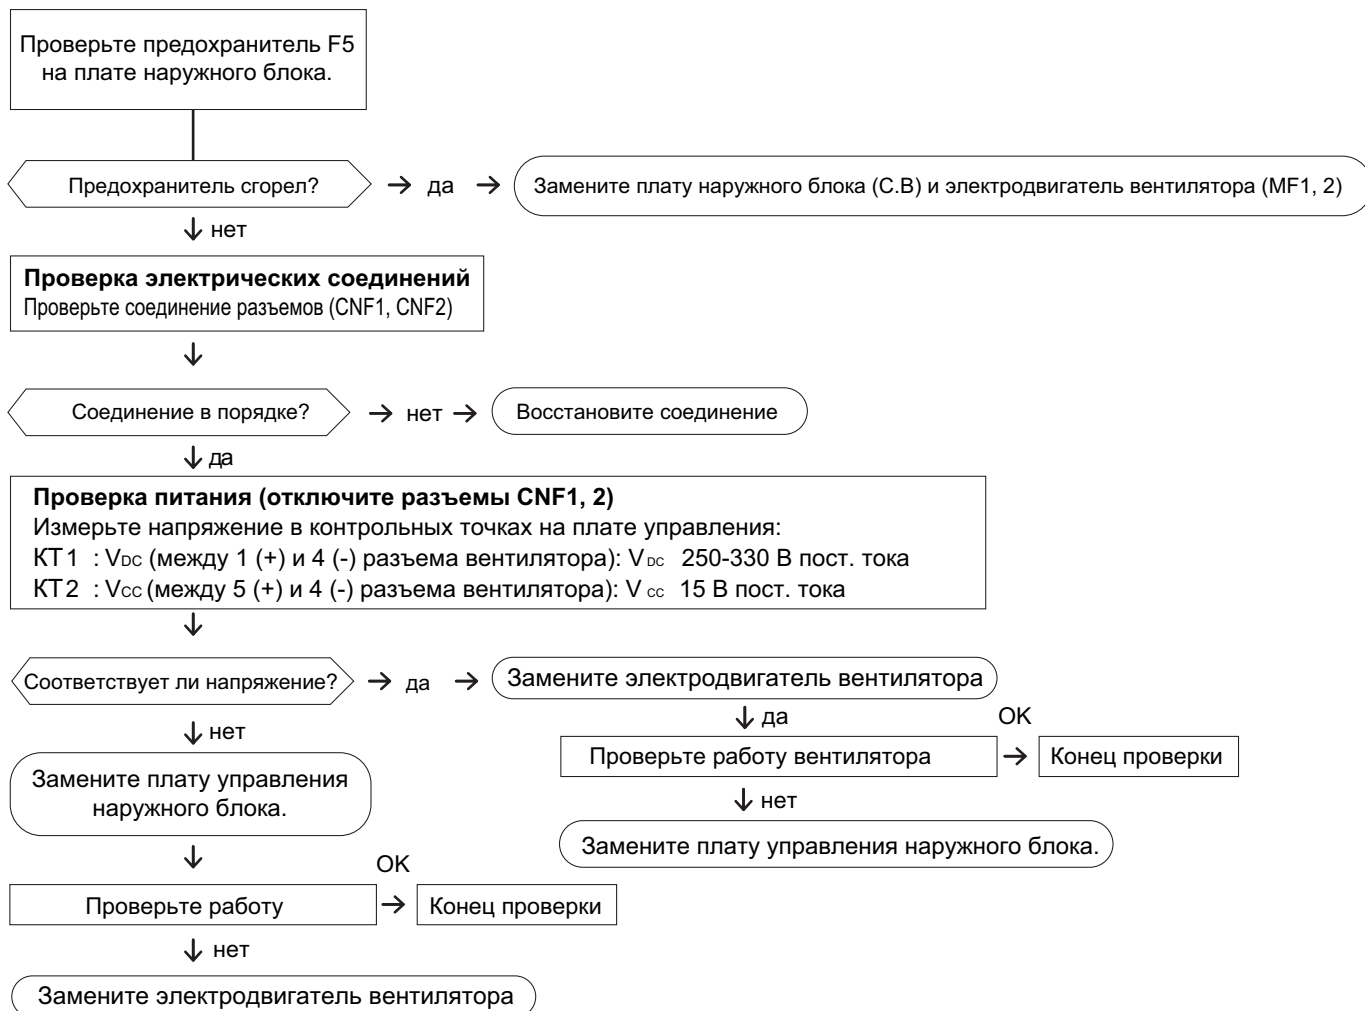 Проверьте предохранитель F5
на плате наружного блока.
Предохранитель сгорел?
да
Замените плату наружного блока (C.B) и электродвигатель вентилятора (MF1, 2)
нет
Проверка электрических соединений
Проверьте соединение разъемов (CNF1, CNF2)
Соединение в порядке?
нет
Восстановите соединение
да
Проверка питания (отключите разъемы CNF1, 2)
Измерьте напряжение в контрольных точках на плате управления:
КТ1 : VDC (между 1 (+) и 4 (-) разъема вентилятора): V DC 250-330 В пост. тока
КТ2 : VCC (между 5 (+) и 4 (-) разъема вентилятора): V CC 15 В пост. тока
Соответствует ли напряжение?
да
Замените электродвигатель вентилятора
да
OK
Проверьте работу вентилятора
Конец проверки
нет
Замените плату управления наружного блока.
нет
Замените плату управления
наружного блока.
OK
Проверьте работу
Конец проверки
нет
Замените электродвигатель вентилятора